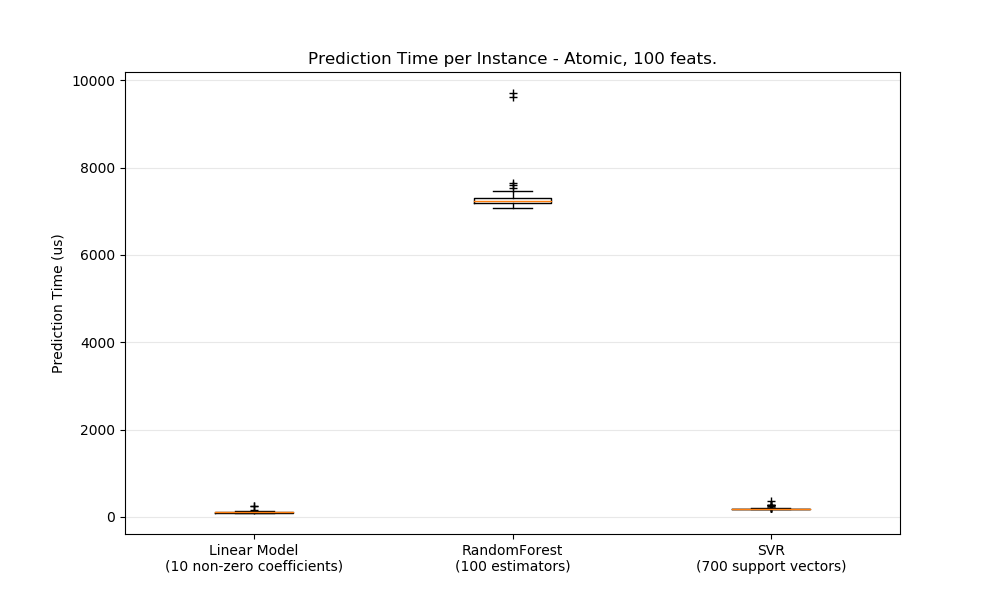 Prediction Time per Instance - Atomic, 100 feats.
Prediction Time (us)
10000
8000
6000
4000
2000
0
Linear Model
(10 non-zero coefficients)
RandomForest
(100 estimators)
SVR
(700 support vectors)